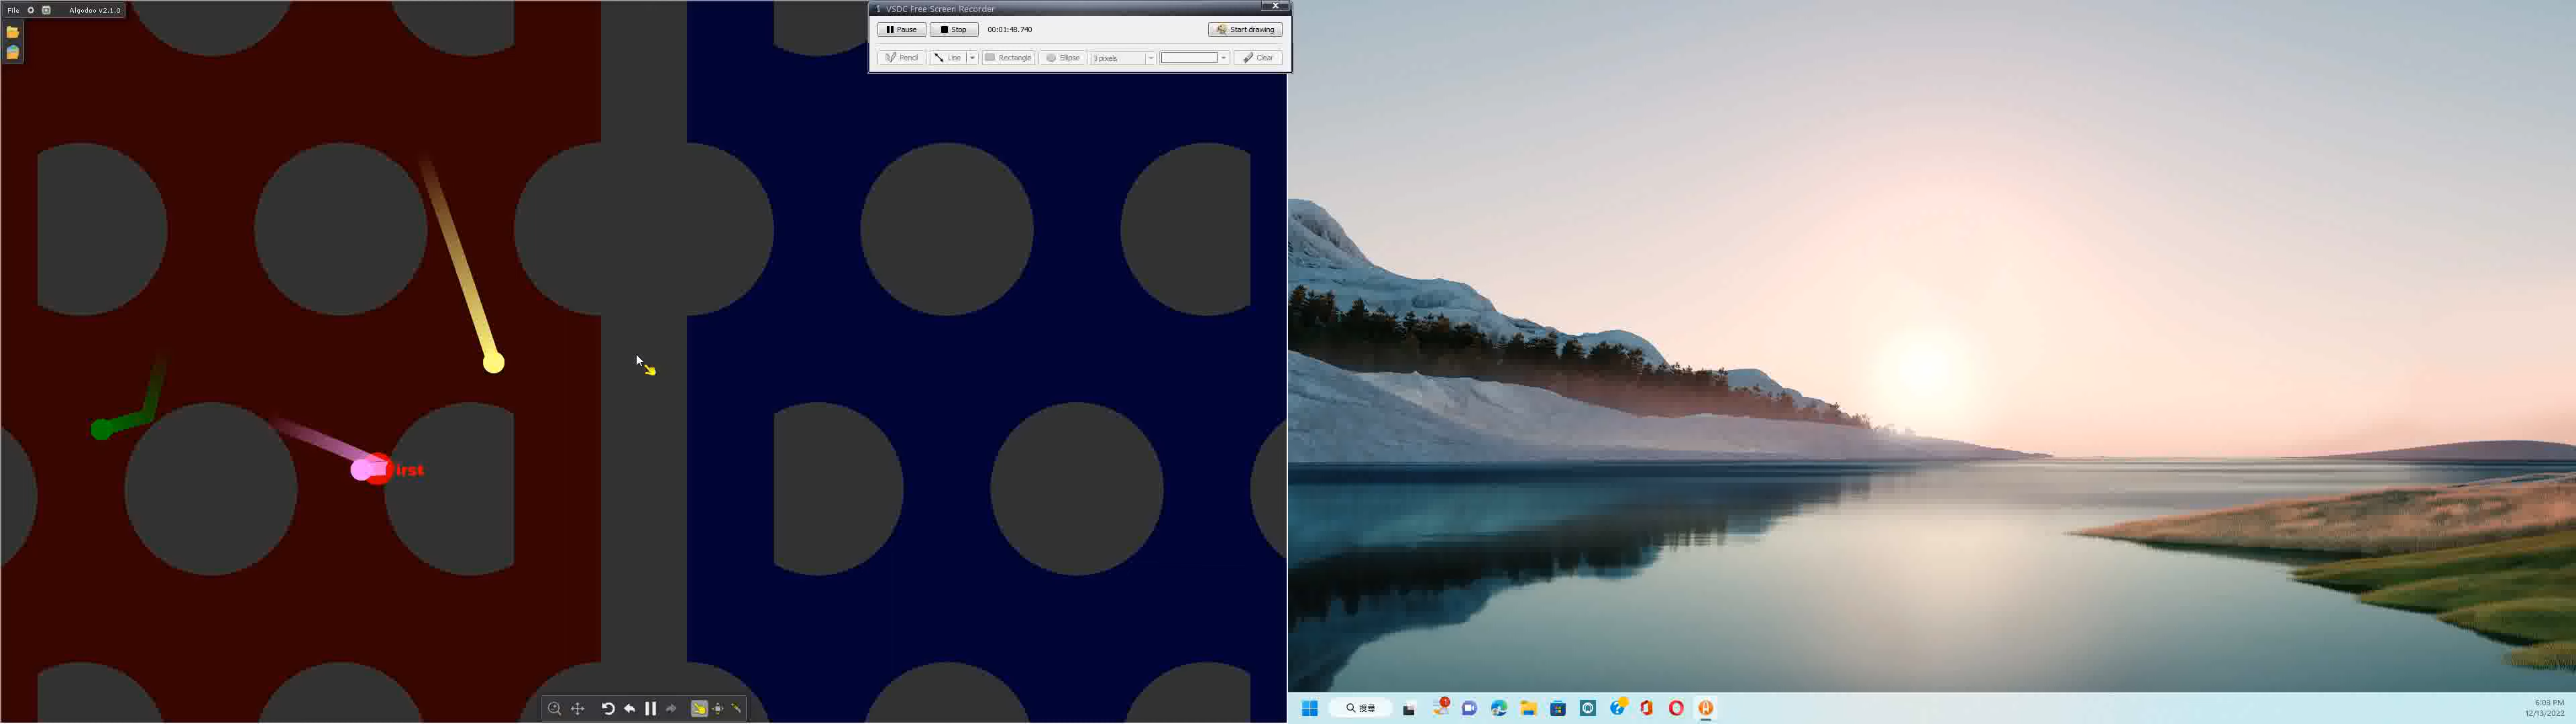 File Algodoo v2.1.0
VSDC Free Screen Recorder
Pause Stop 00:01:48.740 Start drawing
Pencil Line Rectangle Ellipse 3 pixels Clear
irst
搜尋
1
6:03 PM
12/13/2022